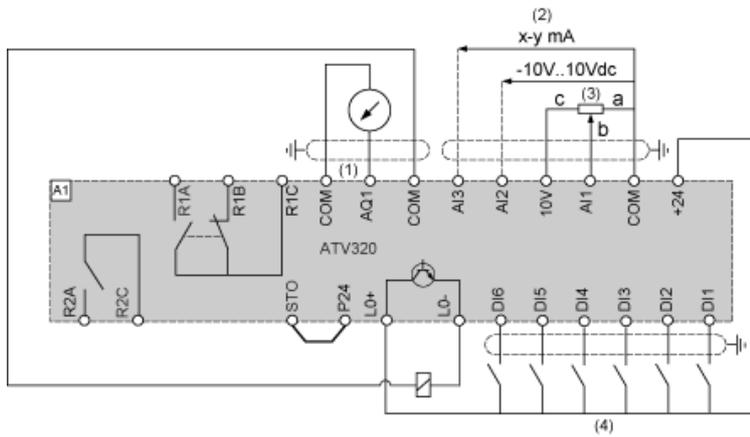 (2)
x-y mA
-10V..10Vdc
c (3) a
b
(1)
A1
R1A
R1B
R1C
COM
AQ1
COM
AI3
AI2
10V
AI1
COM
+24
ATV320
R2A
R2C
STO
P24
L0+
L0-
DI6
DI5
DI4
DI3
DI2
DI1
(4)